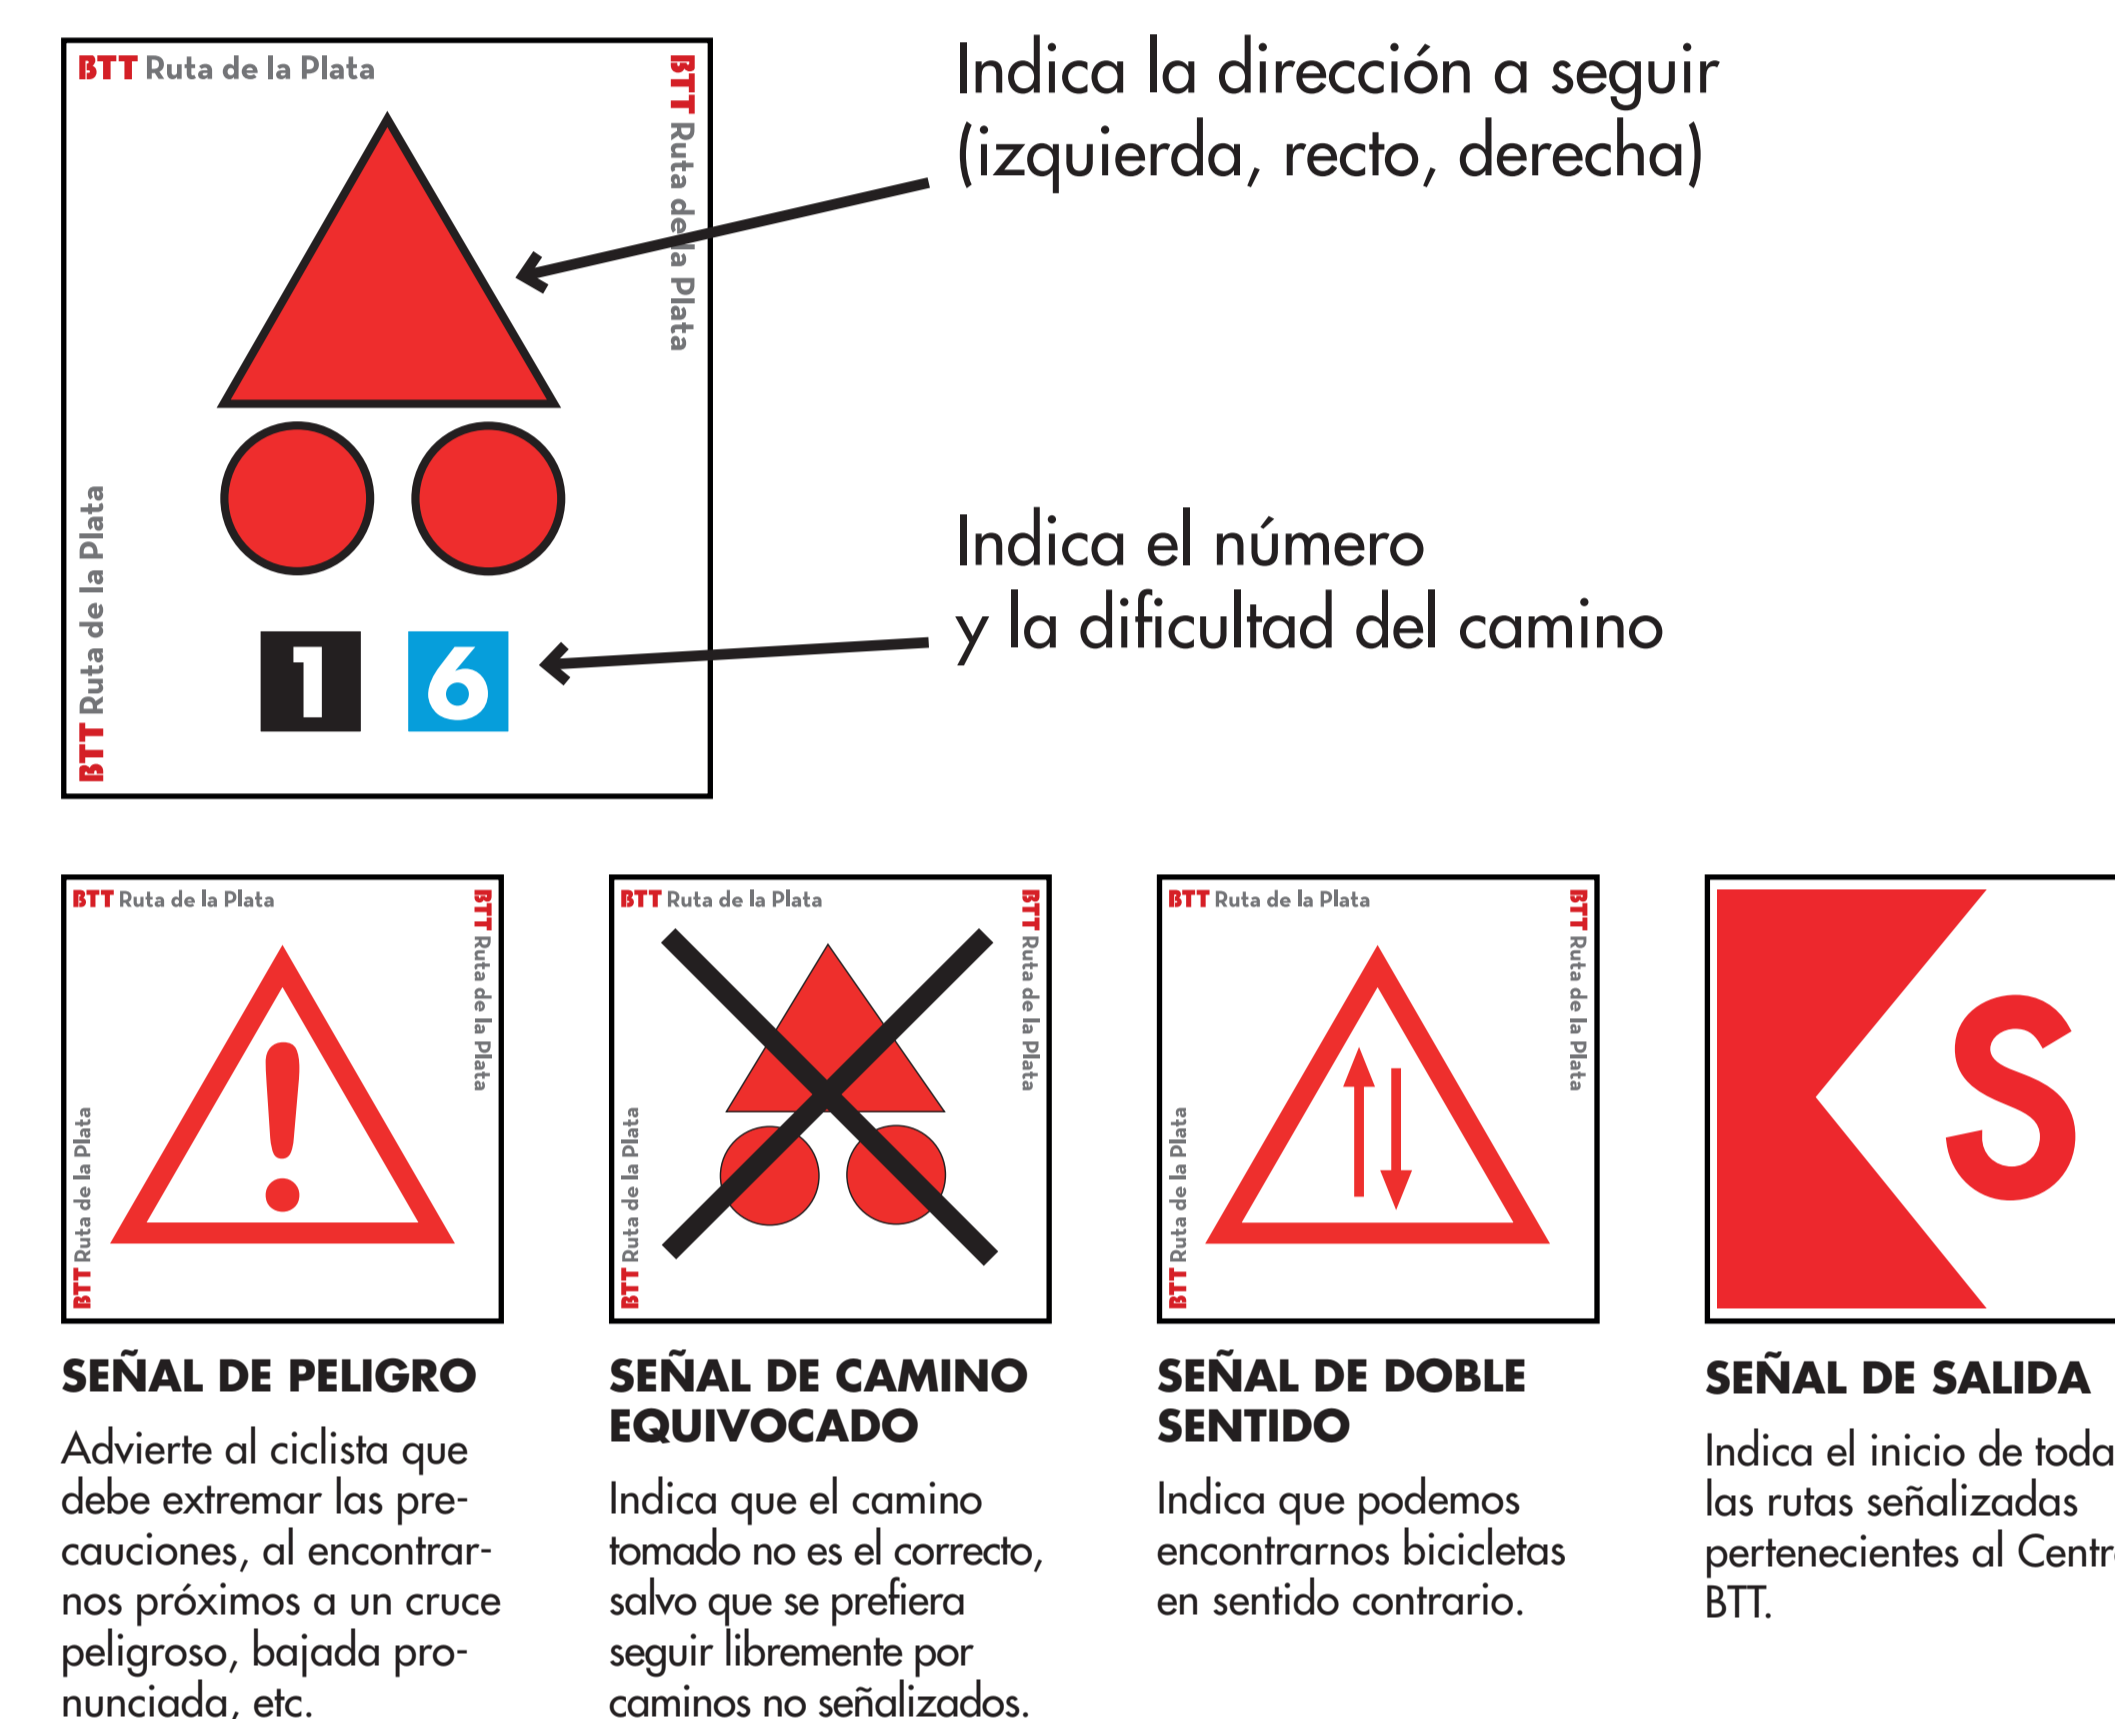 BTT Ruta de la Plata
BTT Ruta de la Plata
BTT Ruta de la Plata
1 6
Indica la dirección a seguir
(izquierda, recto, derecha)
Indica el número
y la dificultad del camino
BTT Ruta de la Plata
BTT Ruta de la Plata
BTT Ruta de la Plata
SEÑAL DE PELIGRO
Advierte al ciclista que
debe extremar las pre-
cauciones, al encontrar-
nos próximos a un cruce
peligroso, bajada pro-
nunciada, etc.
BTT Ruta de la Plata
BTT Ruta de la Plata
BTT Ruta de la Plata
SEÑAL DE CAMINO
EQUIVOCADO
Indica que el camino
tomado no es el correcto,
salvo que se prefiera
seguir libremente por
caminos no señalizados.
BTT Ruta de la Plata
BTT Ruta de la Plata
BTT Ruta de la Plata
SEÑAL DE DOBLE
SENTIDO
Indica que podemos
encontrarnos bicicletas
en sentido contrario.
S
SEÑAL DE SALIDA
Indica el inicio de toda
las rutas señalizadas
pertenecientes al Centr
BTT.